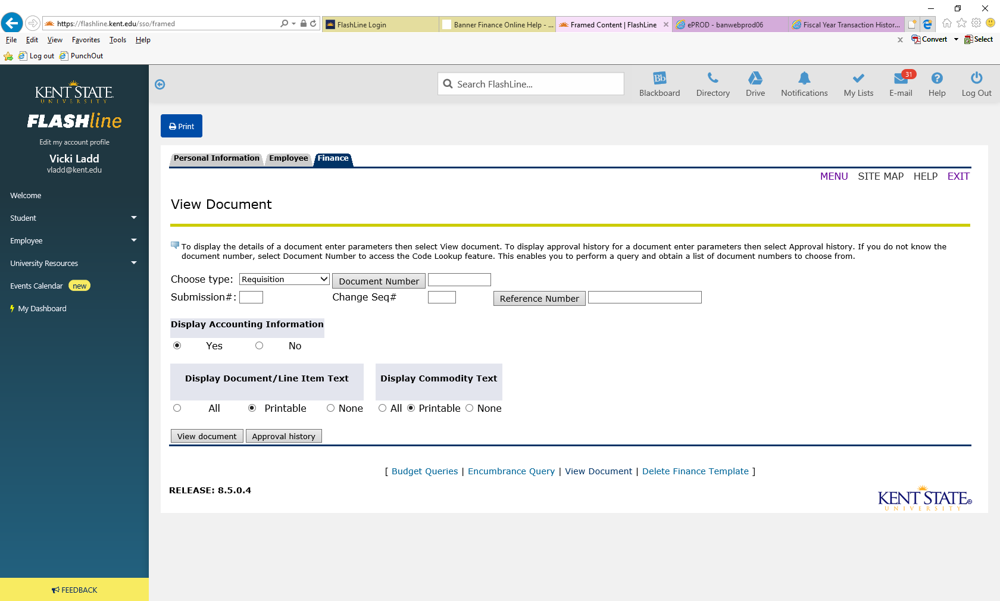 https://flashline.kent.edu/sso/framed
FlashLine Login
Banner Finance Online Help - ...
Framed Content | FlashLine
ePROD - banwebprod06
Fiscal Year Transaction Histor...
File Edit View Favorites Tools Help
Convert
Select
Log out
PunchOut
KENT STATE
UNIVERSITY
FLASHline
Edit my account profile
Vicki Ladd
vladd@kent.edu
Welcome
Student
Employee
University Resources
Events Calendar new
My Dashboard
FEEDBACK
Search FlashLine...
Bb
31
Blackboard Directory Drive Notifications My Lists E-mail Help Log Out
Print
Personal Information Employee Finance
MENU SITE MAP HELP EXIT
View Document
To display the details of a document enter parameters then select View document. To display approval history for a document enter parameters then select Approval history. If you do not know the
document number, select Document Number to access the Code Lookup feature. This enables you to perform a query and obtain a list of document numbers to choose from.
Choose type: Requisition Document Number
Submission#: Change Seq# Reference Number
Display Accounting Information
Yes No
Display Document/Line Item Text Display Commodity Text
All Printable None All Printable None
View document Approval history
[ Budget Queries | Encumbrance Query | View Document | Delete Finance Template ]
RELEASE: 8.5.0.4
KENT STATE®
UNIVERSITY